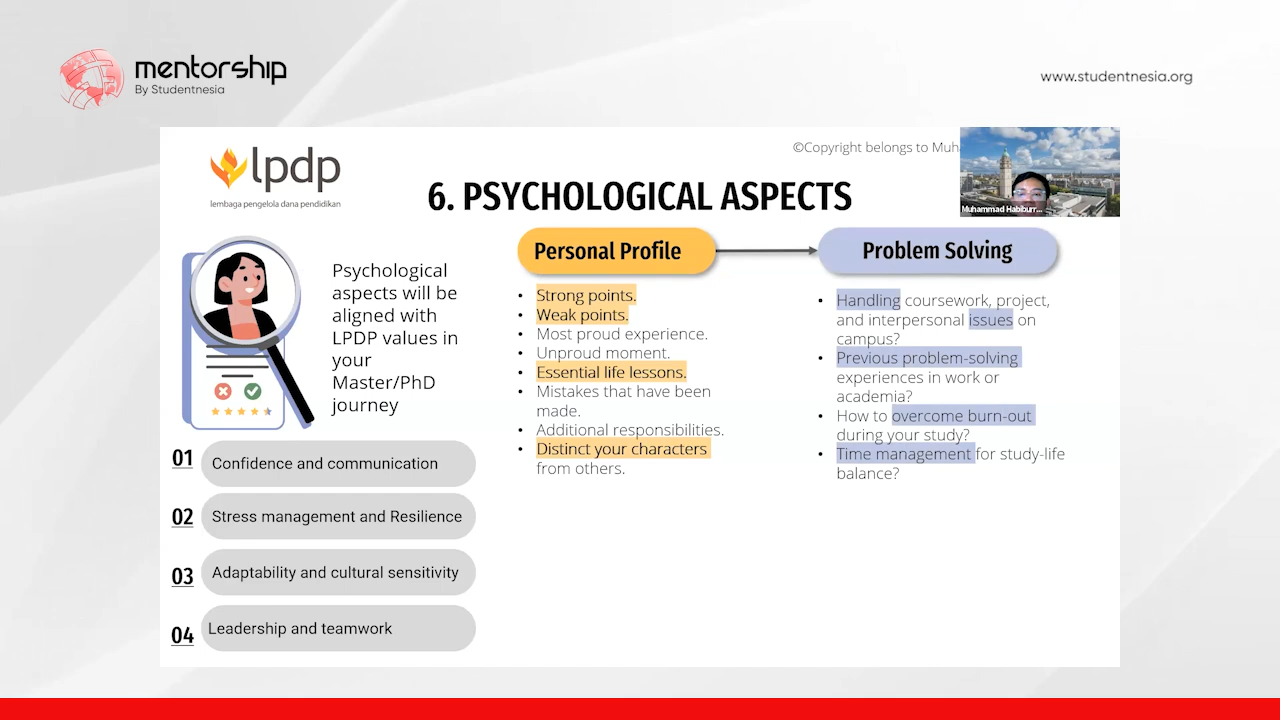 mentorship
By Studentnesia
www.studentnesia.org
lpdp
lembaga pengelola dana pendidikan
©Copyright belongs to
Muhammad Habiburr...
6. PSYCHOLOGICAL ASPECTS
Psychological
aspects will be
aligned with
LPDP values in
your
Master/PhD
journey
01 Confidence and communication
02 Stress management and Resilience
03 Adaptability and cultural sensitivity
04 Leadership and teamwork
Personal Profile
• Strong points.
• Weak points.
• Most proud experience.
• Unproud moment.
• Essential life lessons.
• Mistakes that have been
made.
• Additional responsibilities.
• Distinct your characters
from others.
Problem Solving
• Handling coursework, project,
and interpersonal issues on
campus?
• Previous problem-solving
experiences in work or
academia?
• How to overcome burn-out
during your study?
• Time management for study-life
balance?